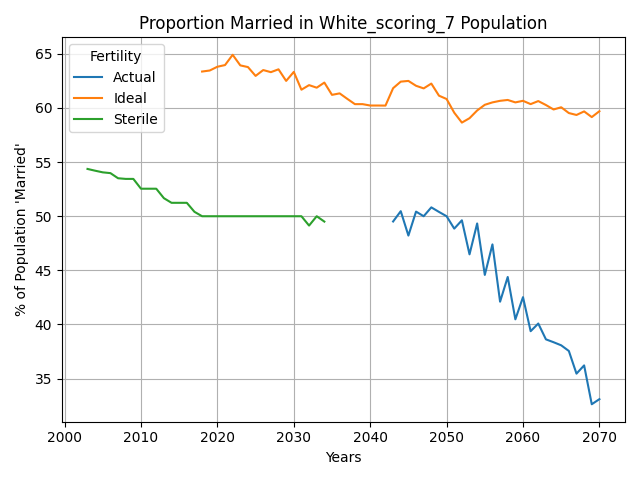 Proportion Married in White_scoring_7 Population
Fertility
Actual
Ideal
Sterile
% of Population 'Married'
65
60
55
50
45
40
35
2000 2010 2020 2030 2040 2050 2060 2070
Years